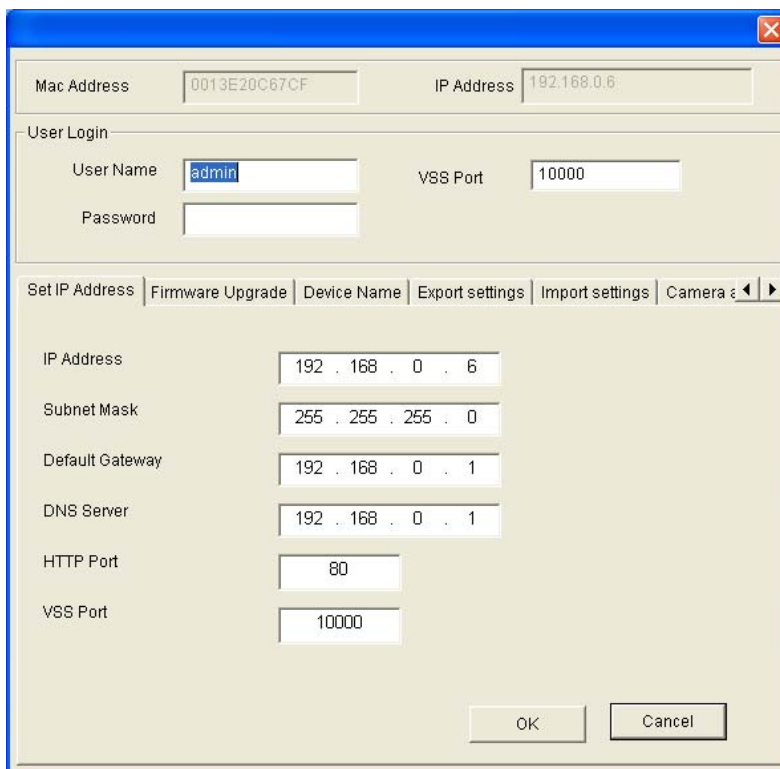 Mac Address 0013E20C67CF IP Address 192.168.0.6
User Login
User Name admin VSS Port 10000
Password
Set IP Address Firmware Upgrade Device Name Export settings Import settings Camera a
IP Address 192 . 168 . 0 . 6
Subnet Mask 255 . 255 . 255 . 0
Default Gateway 192 . 168 . 0 . 1
DNS Server 192 . 168 . 0 . 1
HTTP Port 80
VSS Port 10000
OK Cancel